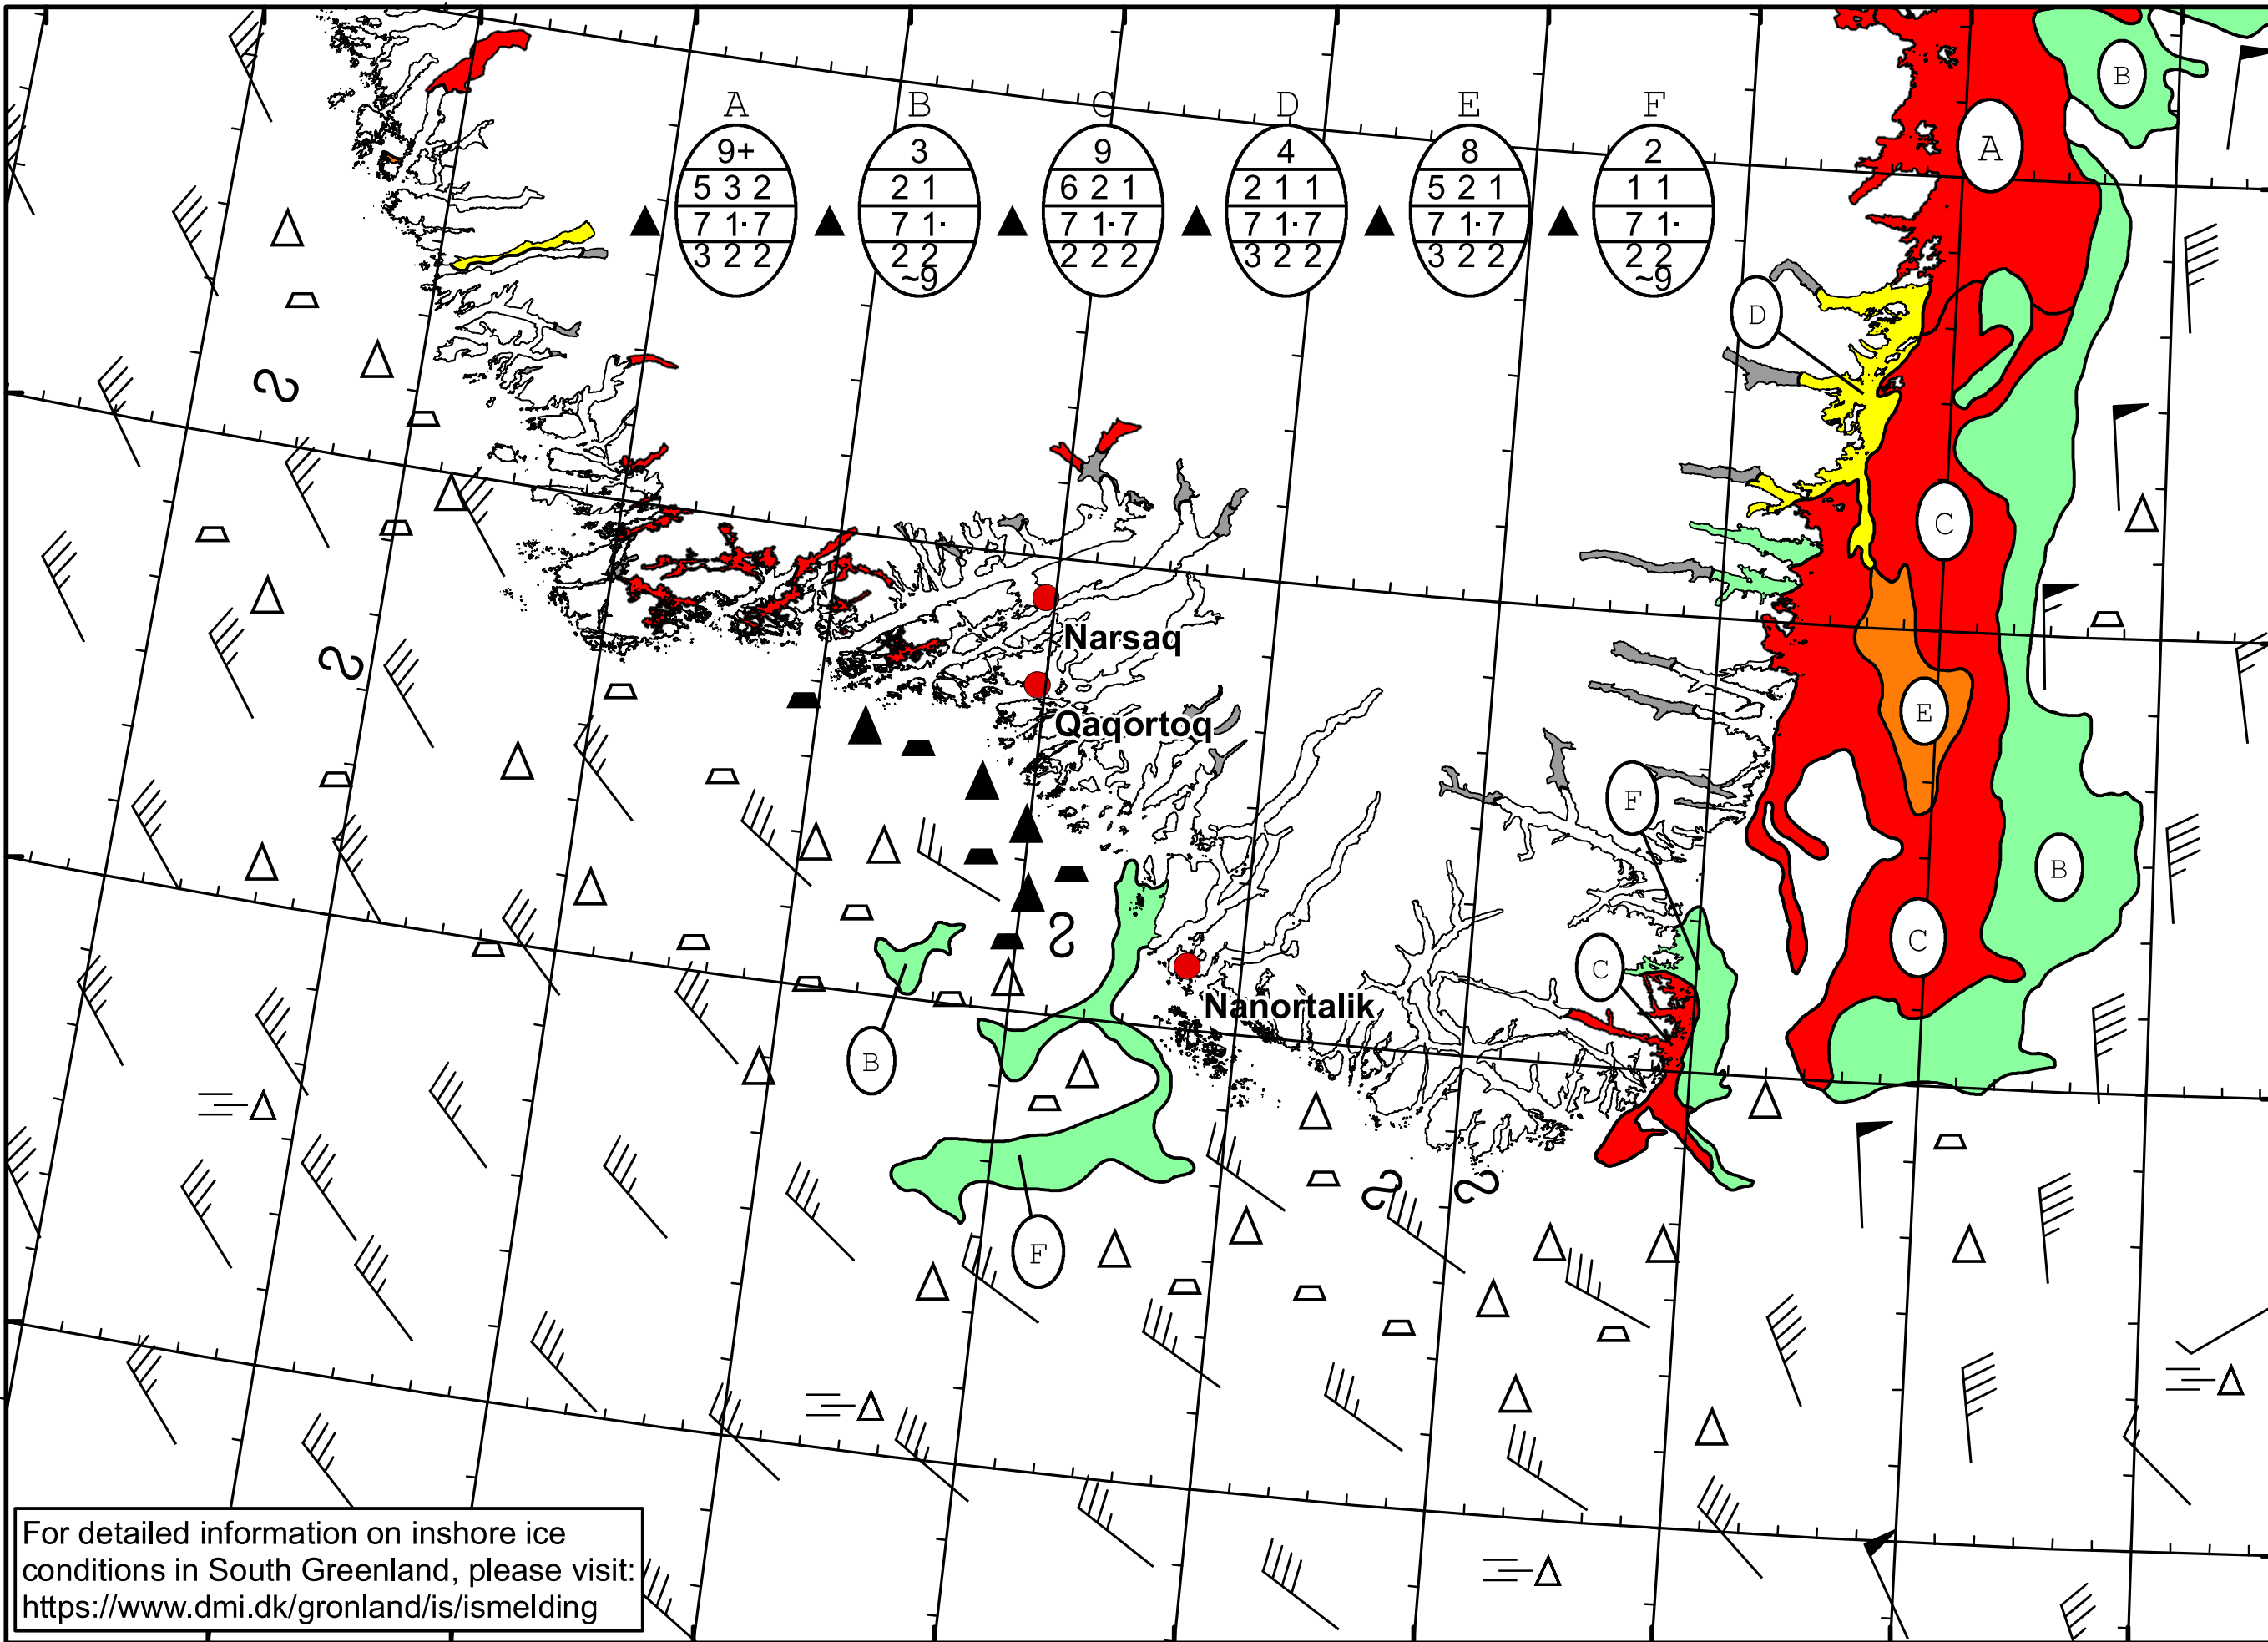 A B C D E F
9+ 3 9 4 8 2
5 3 2 2 1 6 2 1 2 1 1 5 2 1 1 1
7 1·7 7 1· 7 1·7 7 1·7 7 1·7 7 1·
3 2 2 2 2 2 2 2 3 2 2 3 2 2 2 2
~9 ~9
B
A
D
C
Narsaq
E
Qaqortoq
F
B
C
C
Nanortalik
B
F
For detailed information on inshore ice
conditions in South Greenland, please visit:
https://www.dmi.dk/gronland/is/ismelding